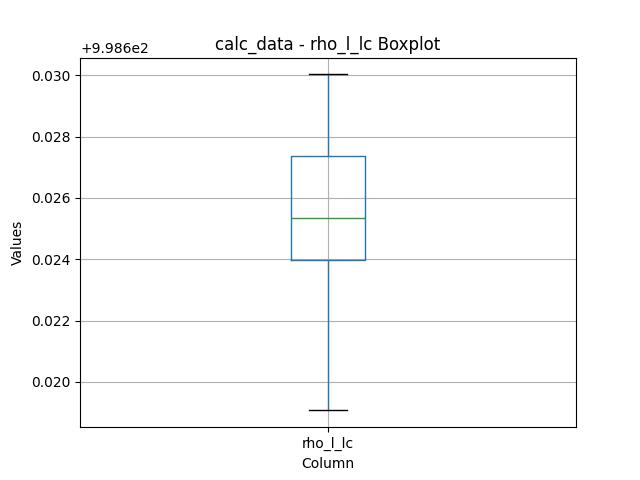 calc_data - rho_l_lc Boxplot
+9.986e2
0.030
0.028
0.026
0.024
0.022
0.020
Values
rho_l_lc
Column